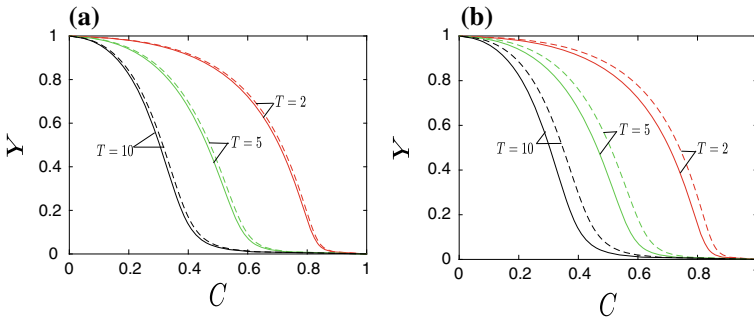 (a)
1
0.8
0.6
0.4
0.2
0
Y
T = 2
T = 5
T = 10
0 0.2 0.4 0.6 0.8 1
C
(b)
1
0.8
0.6
0.4
0.2
0
Y
T = 5
T = 2
T = 10
0 0.2 0.4 0.6 0.8
C